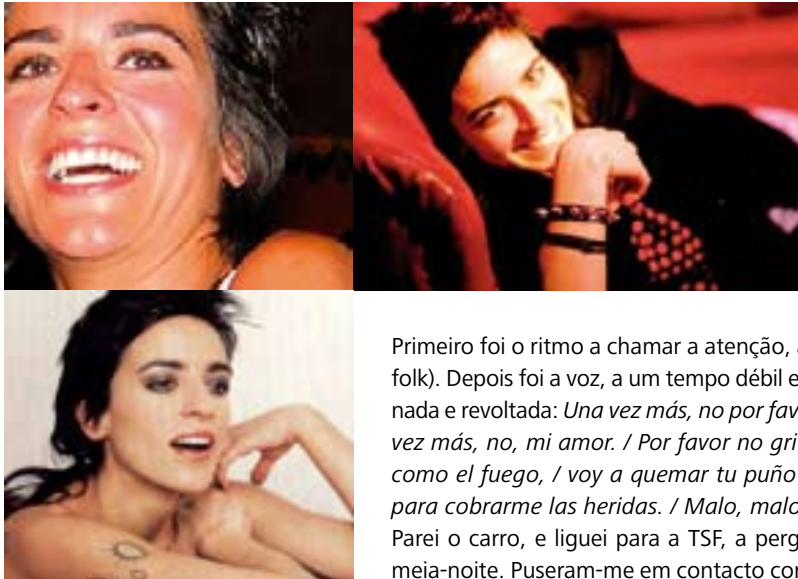 Primeiro foi o ritmo a chamar a atenção,
folk). Depois foi a voz, a um tempo débil e
nada e revoltada: Una vez más, no por fav
vez más, no, mi amor. / Por favor no gri
como el fuego, / voy a quemar tu puño
para cobrarme las heridas. / Malo, malo
Parei o carro, e liguei para a TSF, a perg
meia-noite. Puseram-me em contacto con